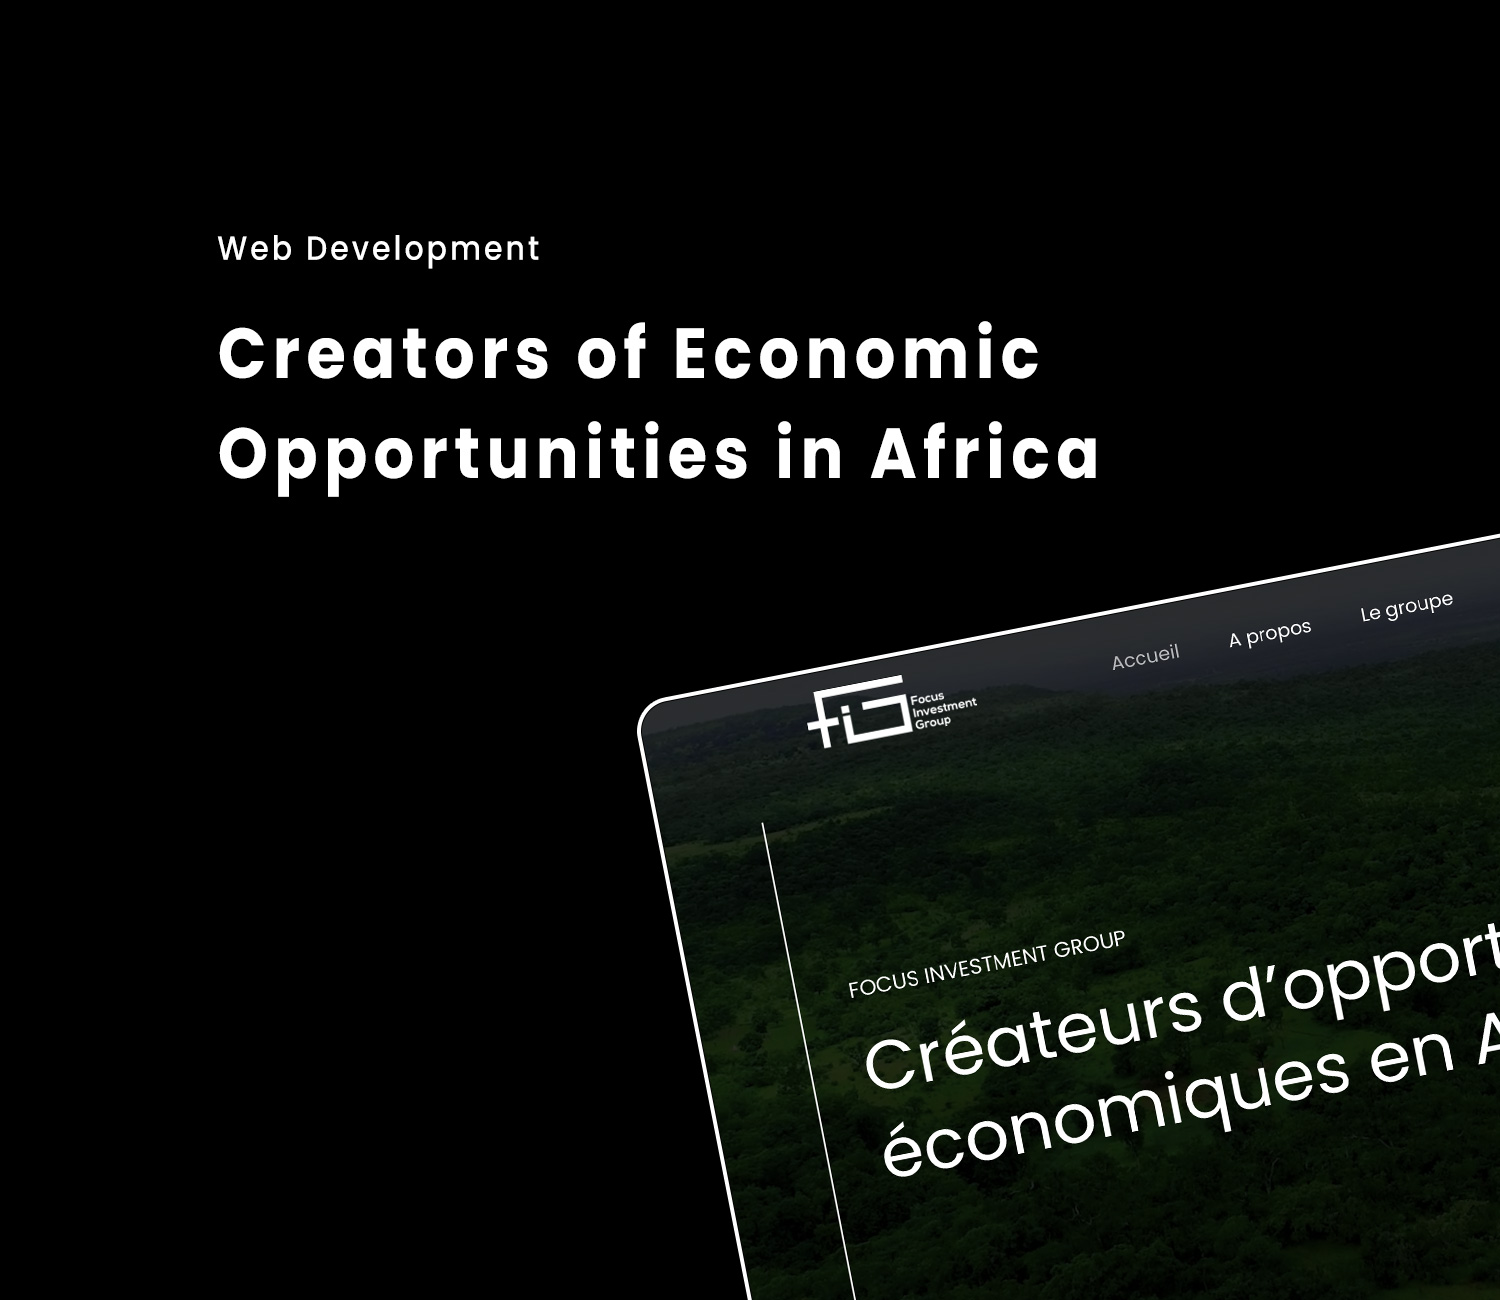 Web Development
Creators of Economic
Opportunities in Africa
Accueil A propos Le groupe
fiG
Focus
Investment
Group
FOCUS INVESTMENT GROUP
Créateurs d’opport
économiques en A